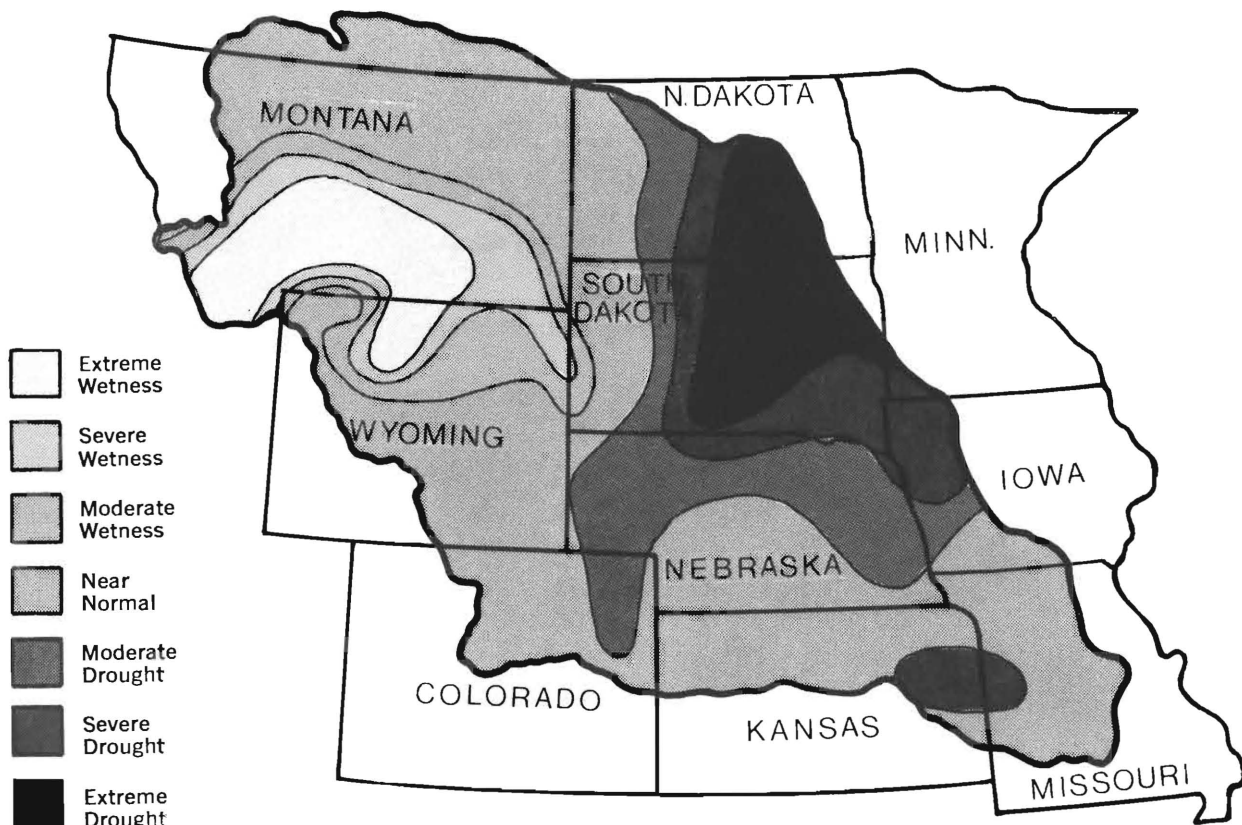 N. DAKOTA
MONTANA
MINN.
SOUTH
DAKOTA
WYOMING
IOWA
NEBRASKA
COLORADO
KANSAS
MISSOURI
Extreme
Wetness
Severe
Wetness
Moderate
Wetness
Near
Normal
Moderate
Drought
Severe
Drought
Extreme
Drought